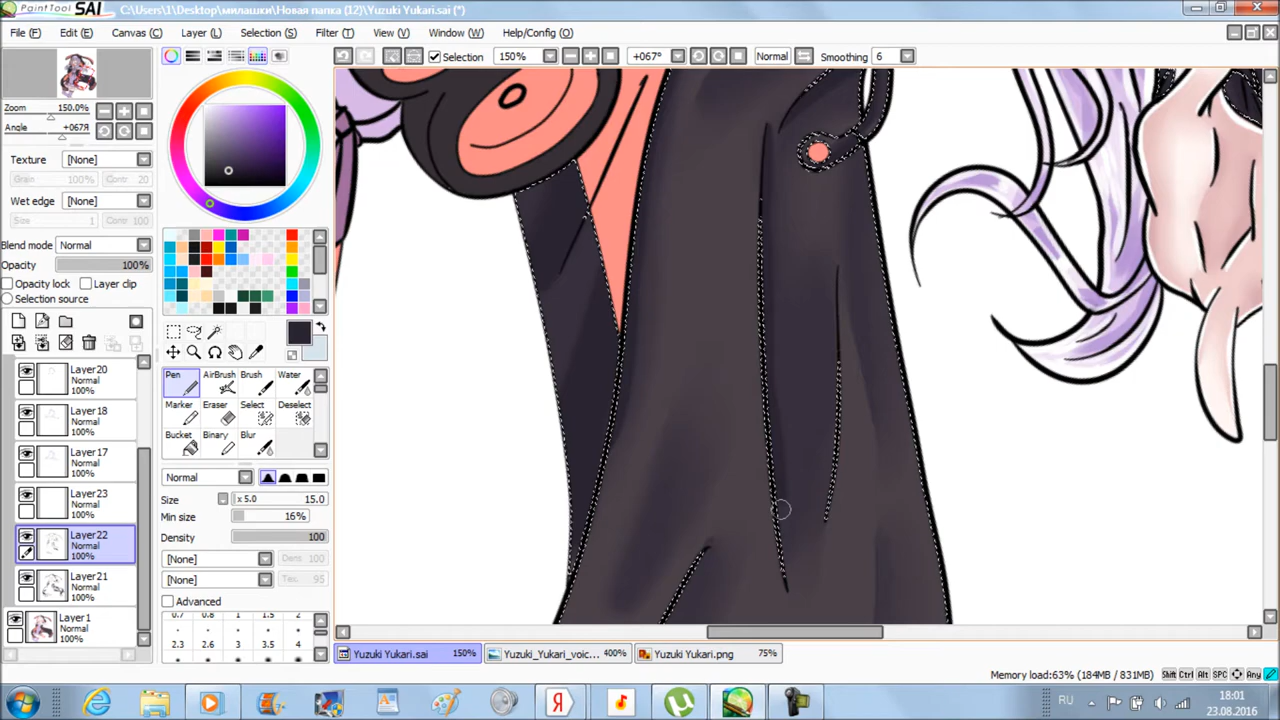 PaintTool SAI C:\Users\1\Desktop\милашки\Новая папка (12)\Yuzuki Yukari.sai (*)
File (F) Edit (E) Canvas (C) Layer (L) Selection (S) Filter (T) View (V) Window (W) Help/Config (O)
Selection 150% +067° Normal Smoothing 6
Zoom 150.0%
Angle +067Я
Texture [None]
Grain 100% Contr 20
Wet edge [None]
Size 1 Contr 100
Blend mode Normal
Opacity 100%
Opacity lock Layer clip
Selection source
Layer20
Normal
100%
Layer18
Normal
100%
Layer17
Normal
100%
Layer23
Normal
100%
Layer22
Normal
100%
Layer21
Normal
100%
Layer1
Normal
100%
Pen AirBrush Brush Water
Marker Eraser Select Deselect
Bucket Binary Blur
Normal
Size x 5.0 15.0
Min size 16%
Density 100
[None] Dens 100
[None] Tex. 95
Advanced
0.7 0.8 1 1.5 2
2.3 2.6 3 3.5 4
Yuzuki Yukari.sai 150% Yuzuki_Yukari_voic... 400% Yuzuki Yukari.png 75%
Memory load:63% (184MB / 831MB) Shift Ctrl Alt SPC Any
Я
RU
18:01
23.08.2016